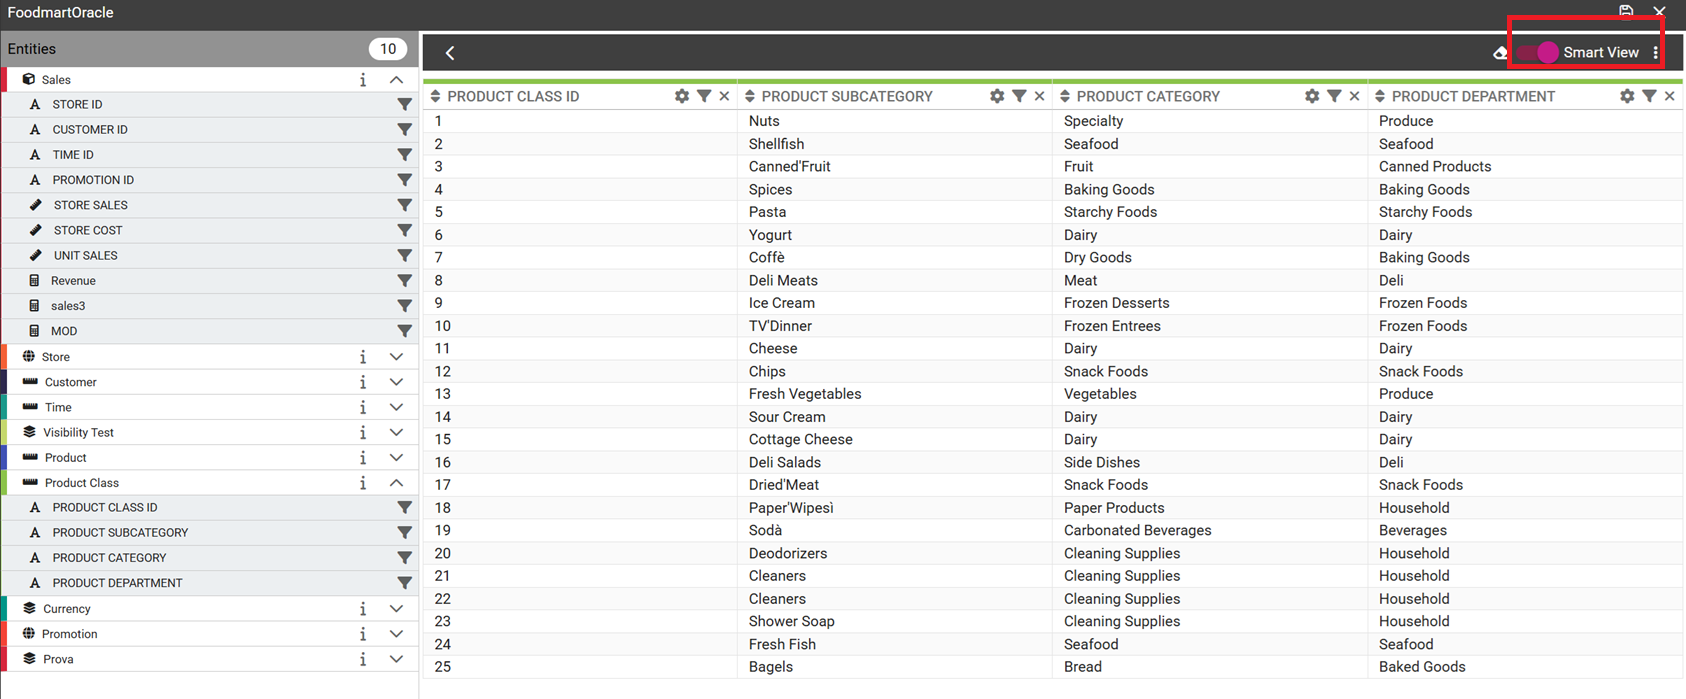 FoodmartOracle
Entities 10
Smart View
Sales
STORE ID
CUSTOMER ID
TIME ID
PROMOTION ID
STORE SALES
STORE COST
UNIT SALES
Revenue
sales3
MOD
Store
Customer
Time
Visibility Test
Product
Product Class
PRODUCT CLASS ID
PRODUCT SUBCATEGORY
PRODUCT CATEGORY
PRODUCT DEPARTMENT
Currency
Promotion
Prova
PRODUCT CLASS ID PRODUCT SUBCATEGORY PRODUCT CATEGORY PRODUCT DEPARTMENT
1 Nuts Specialty Produce
2 Shellfish Seafood Seafood
3 Canned'Fruit Fruit Canned Products
4 Spices Baking Goods Baking Goods
5 Pasta Starchy Foods Starchy Foods
6 Yogurt Dairy Dairy
7 Coffè Dry Goods Baking Goods
8 Deli Meats Meat Deli
9 Ice Cream Frozen Desserts Frozen Foods
10 TV'Dinner Frozen Entrees Frozen Foods
11 Cheese Dairy Dairy
12 Chips Snack Foods Snack Foods
13 Fresh Vegetables Vegetables Produce
14 Sour Cream Dairy Dairy
15 Cottage Cheese Dairy Dairy
16 Deli Salads Side Dishes Deli
17 Dried'Meat Snack Foods Snack Foods
18 Paper'Wipesì Paper Products Household
19 Sodà Carbonated Beverages Beverages
20 Deodorizers Cleaning Supplies Household
21 Cleaners Cleaning Supplies Household
22 Cleaners Cleaning Supplies Household
23 Shower Soap Cleaning Supplies Household
24 Fresh Fish Seafood Seafood
25 Bagels Bread Baked Goods